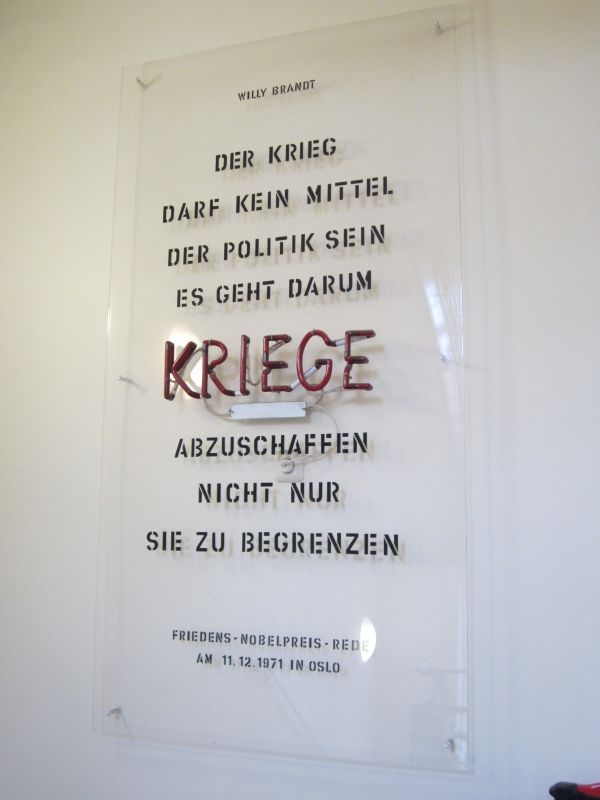 WILLY BRANDT
DER KRIEG
DARF KEIN MITTEL
DER POLITIK SEIN
ES GEHT DARUM
KRIEGE
ABZUSCHAFFEN
NICHT NUR
SIE ZU BEGRENZEN
FRIEDENS-NOBELPREIS-REDE
AM 11.12.1971 IN OSLO